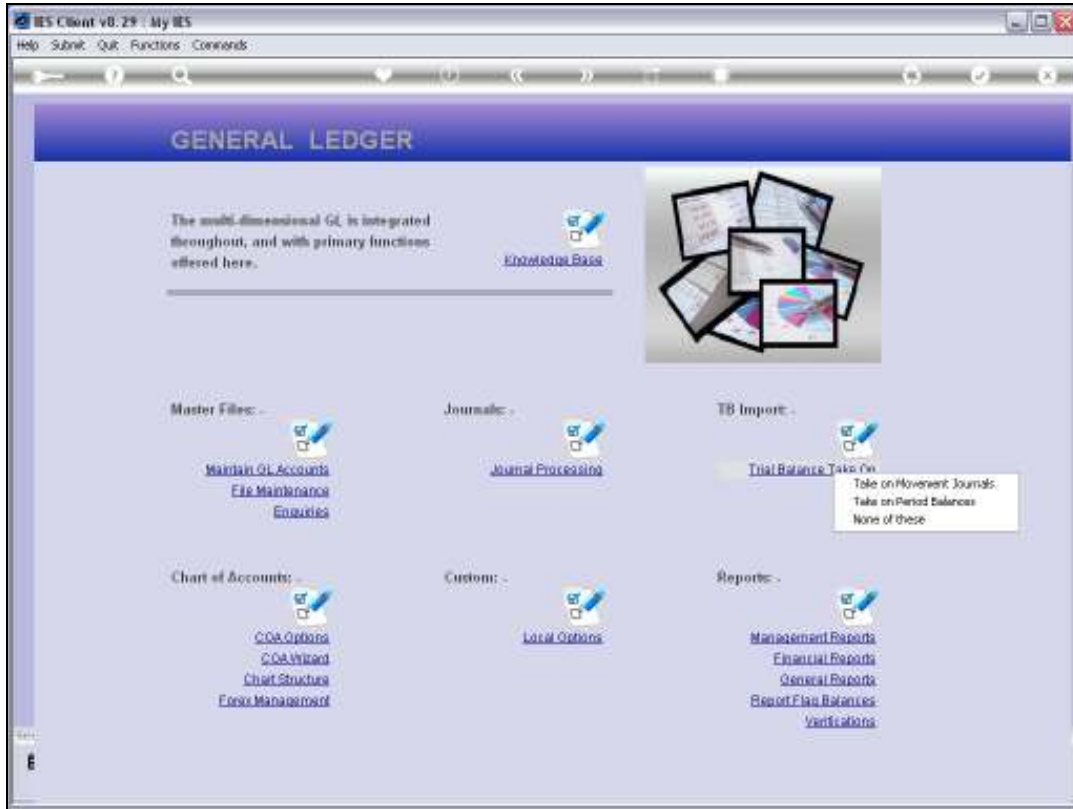 IES Client v8.29 : My IES
Help Submit Quit Functions Commands
GENERAL LEDGER
The multi-dimensional GL is integrated
throughout, and with primary functions
offered here.
Knowledge Base
Master Files: .
Journals: .
TB Import: .
Maintain GL Accounts
File Maintenance
Enquiries
Journal Processing
Trial Balance Take On
Take on Movement Journals
Take on Period Balances
None of these
Chart of Accounts: .
Custom: .
Reports: .
COA Options
COA Wizard
Chart Structure
Forex Management
Local Options
Management Reports
Financial Reports
General Reports
Report Flag Balances
Verifications